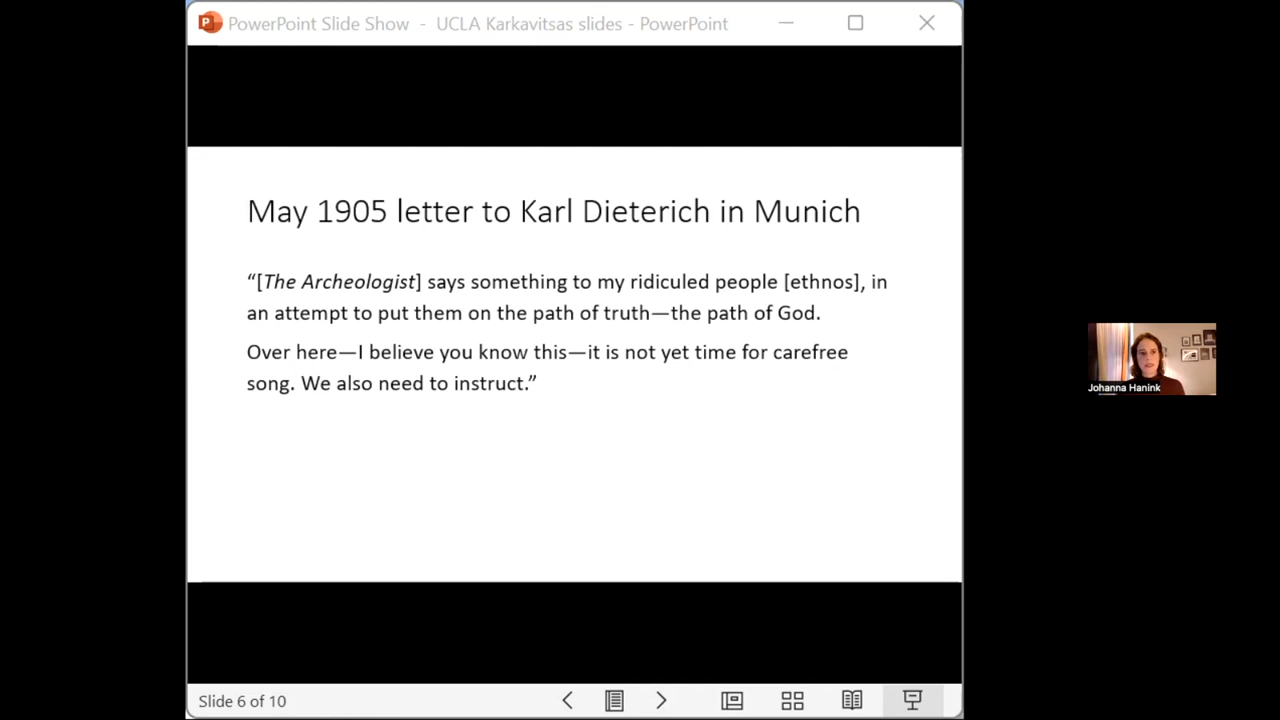 PowerPoint Slide Show - UCLA Karkavitsas slides - PowerPoint
May 1905 letter to Karl Dieterich in Munich
“[The Archeologist] says something to my ridiculed people [ethnos], in
an attempt to put them on the path of truth—the path of God.
Over here—I believe you know this—it is not yet time for carefree
song. We also need to instruct.”
Johanna Hanink
Slide 6 of 10